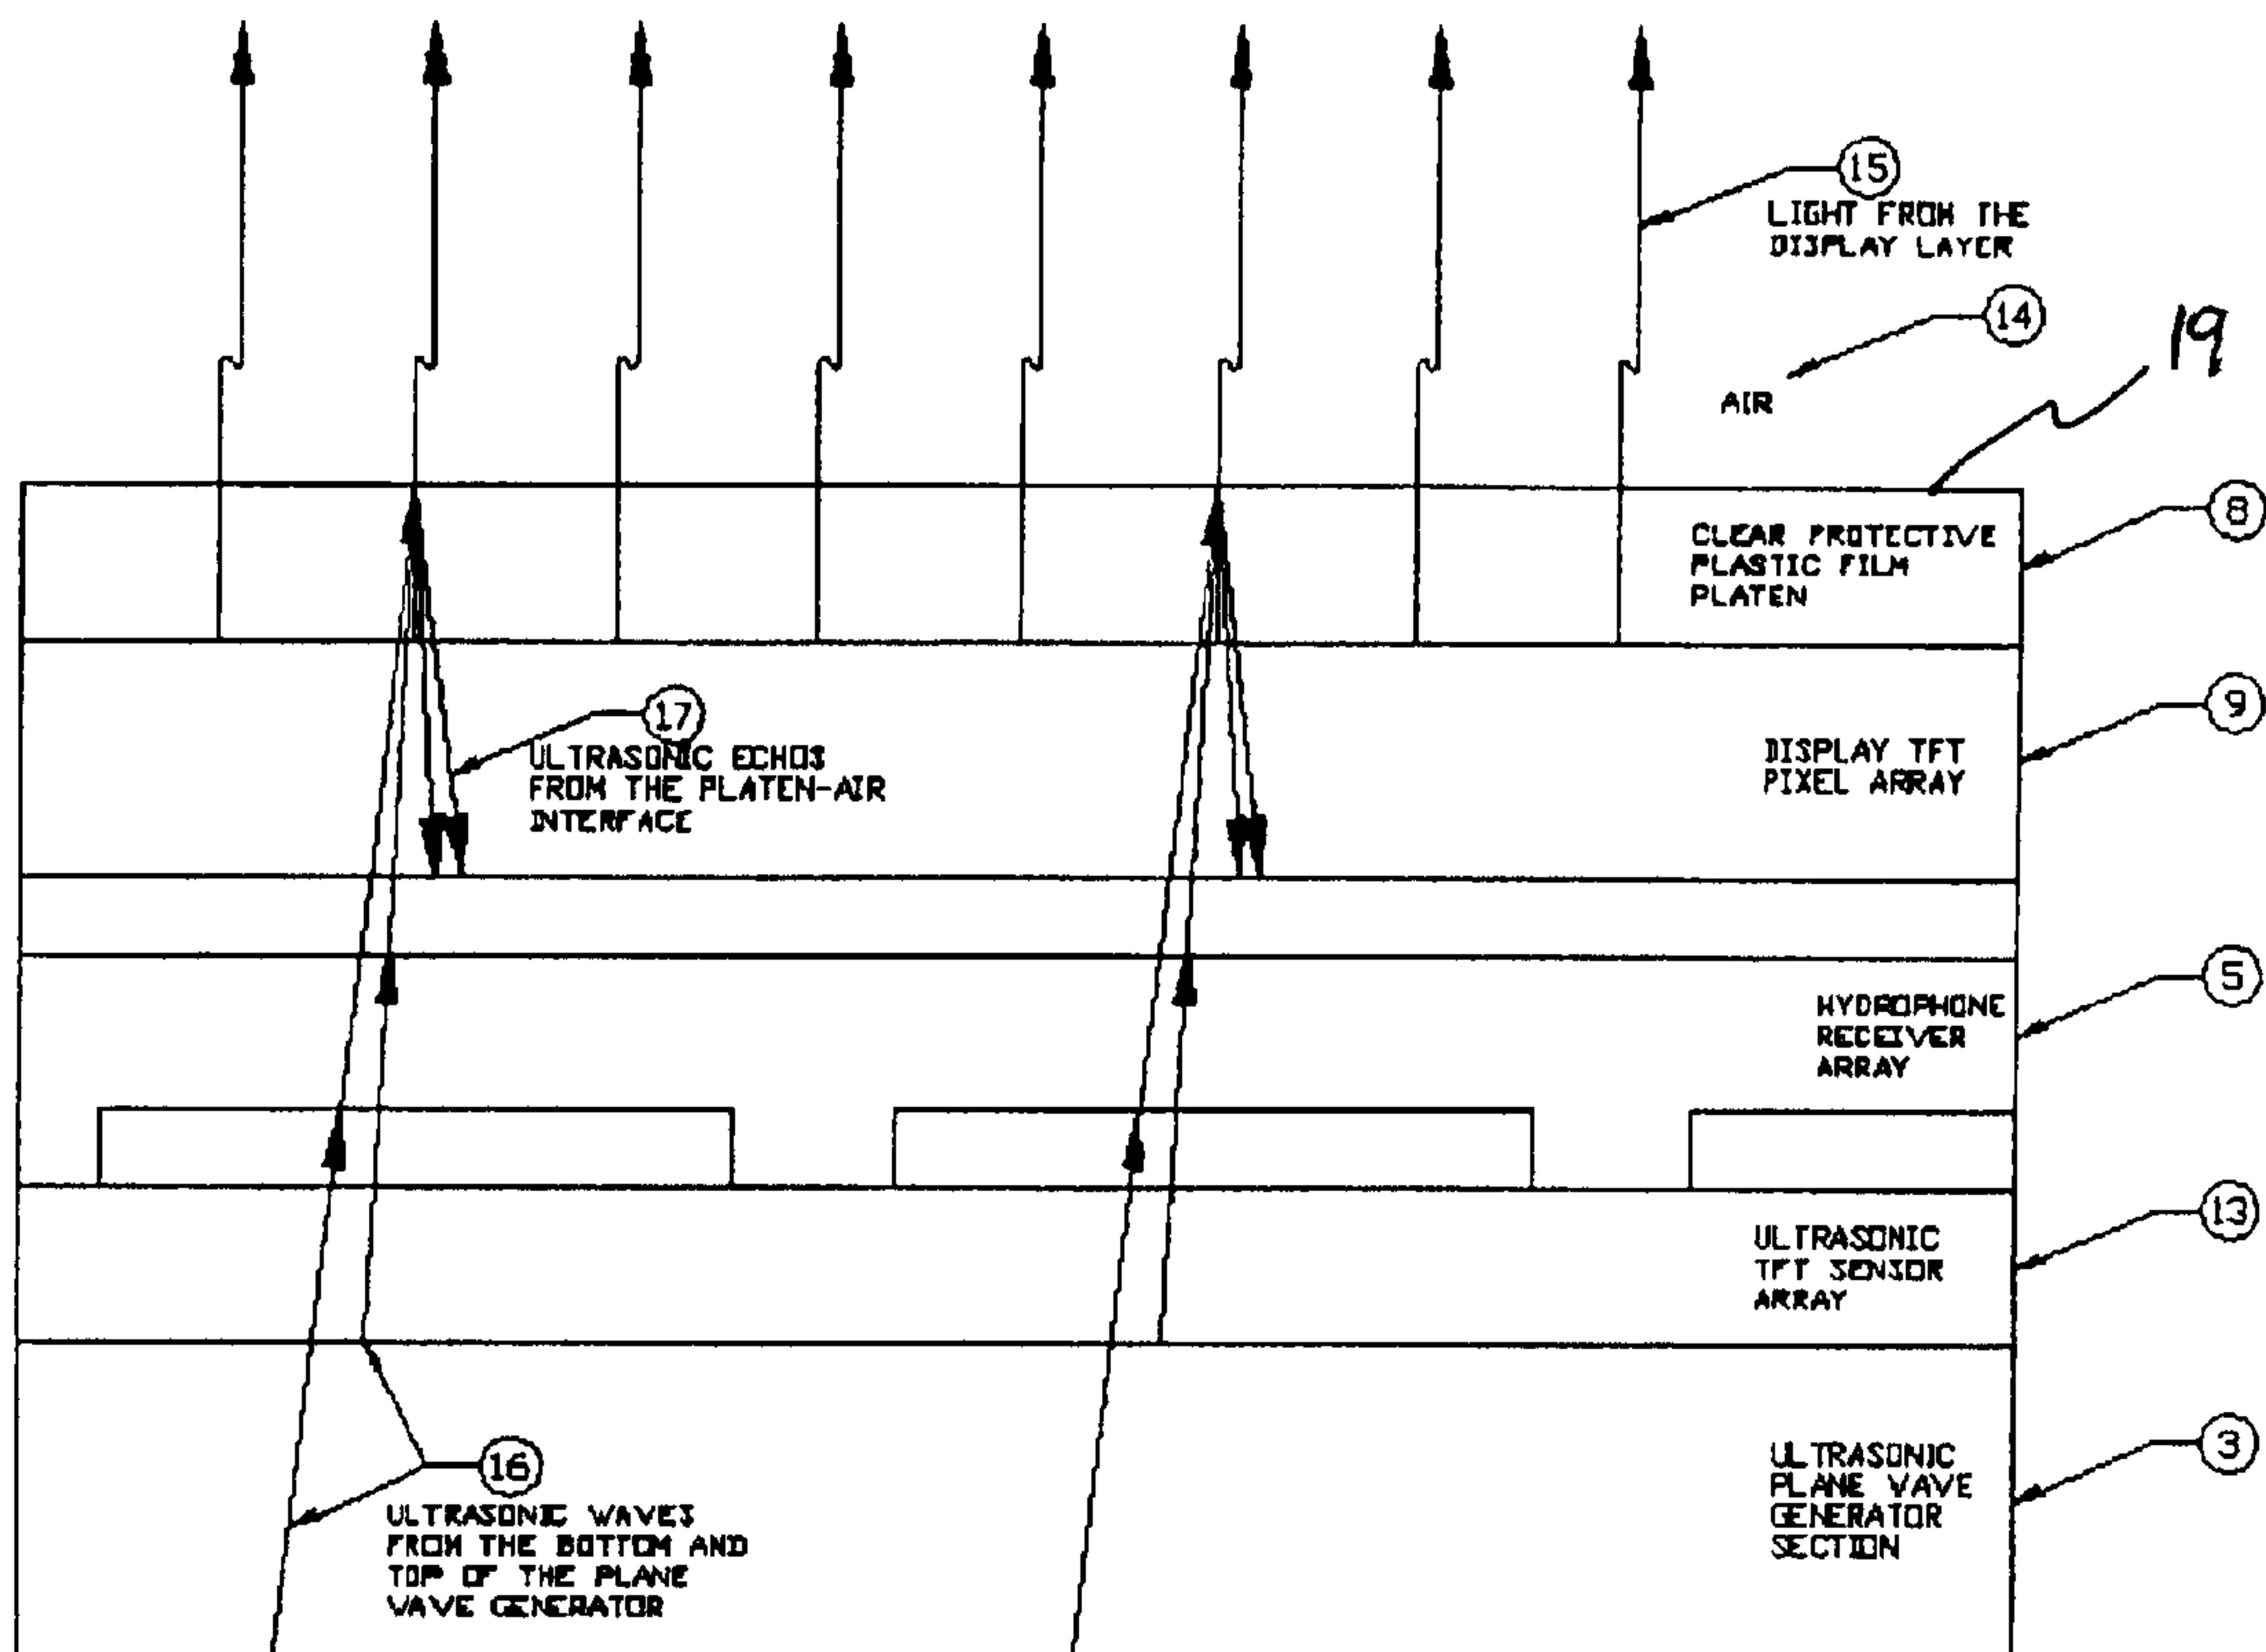 15
LIGHT FROM THE
DISPLAY LAYER
14
19
AIR
8
CLEAR PROTECTIVE
PLASTIC FILM
PLATEN
9
17
ULTRASONIC ECHOS
FROM THE PLATEN-AIR
INTERFACE
DISPLAY TFT
PIXEL ARRAY
5
HYDROPHONE
RECEIVER
ARRAY
13
ULTRASONIC
TFT SENSOR
ARRAY
3
16
ULTRASONIC WAVES
FROM THE BOTTOM AND
TOP OF THE PLANE
WAVE GENERATOR
ULTRASONIC
PLANE WAVE
GENERATOR
SECTION